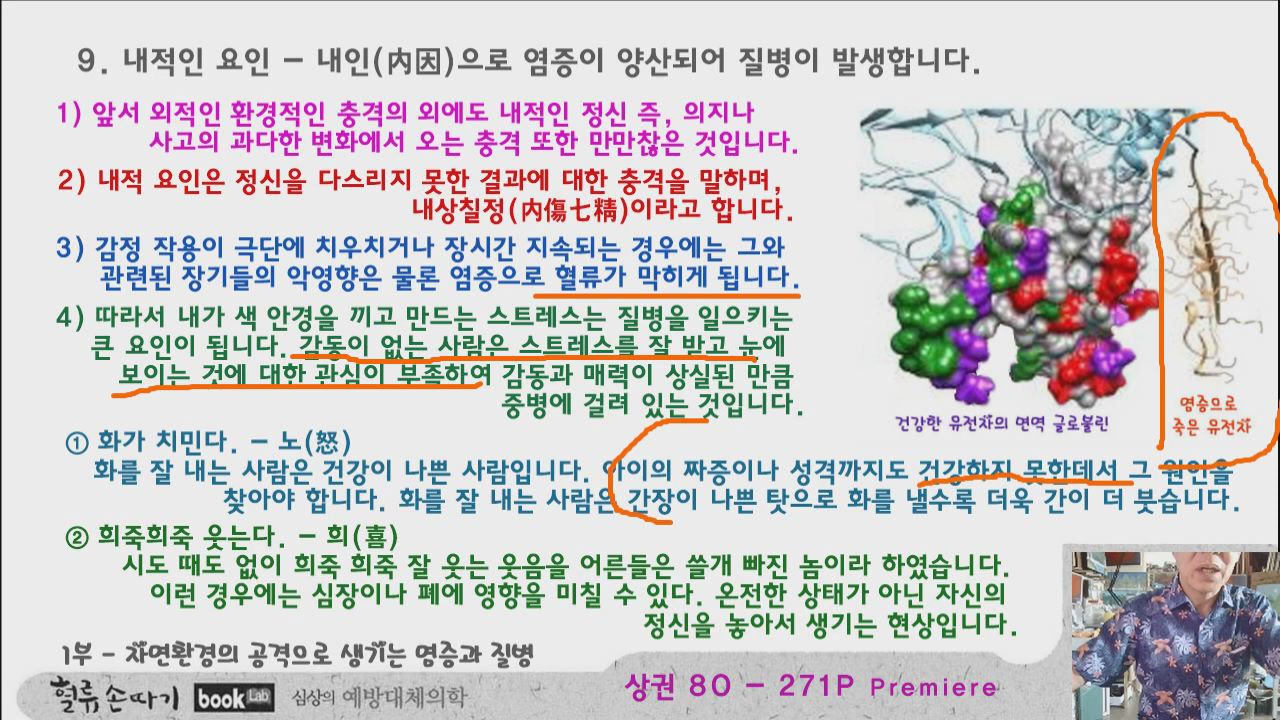 9. 내적인 요인 - 내인(內因)으로 염증이 양산되어 질병이 발생합니다.
1) 앞서 외적인 환경적인 충격의 외에도 내적인 정신 즉, 의지나
사고의 과다한 변화에서 오는 충격 또한 만만찮은 것입니다.
2) 내적 요인은 정신을 다스리지 못한 결과에 대한 충격을 말하며,
내상칠정(内傷七精)이라고 합니다.
3) 감정 작용이 극단에 치우치거나 장시간 지속되는 경우에는 그와
관련된 장기들의 악영향은 물론 염증으로 혈류가 막히게 됩니다.
4) 따라서 내가 색 안경을 끼고 만드는 스트레스는 질병을 일으키는
큰 요인이 됩니다. 감동이 없는 사람은 스트레스를 잘 받고 눈에
보이는 것에 대한 관심이 부족하여 감동과 매력이 상실된 만큼
중병에 걸려 있는 것입니다.
건강한 유전자의 면역 글로불린
염증으로
죽은 유전자
① 화가 치민다. - 노(怒)
화를 잘 내는 사람은 건강이 나쁜 사람입니다. 아이의 짜증이나 성격까지도 건강하지 못한데서 그 원인을
찾아야 합니다. 화를 잘 내는 사람은 간장이 나쁜 탓으로 화를 낼수록 더욱 간이 더 붓습니다.
② 희죽희죽 웃는다. - 희(喜)
시도 때도 없이 희죽 희죽 잘 웃는 웃음을 어른들은 쓸개 빠진 놈이라 하였습니다.
이런 경우에는 심장이나 폐에 영향을 미칠 수 있다. 온전한 상태가 아닌 자신의
정신을 놓아서 생기는 현상입니다.
1부 - 자연환경의 공격으로 생기는 염증과 질병
혈류 손따기 book Lab 심상의 예방대체의학
상권 80 - 271P Premiere